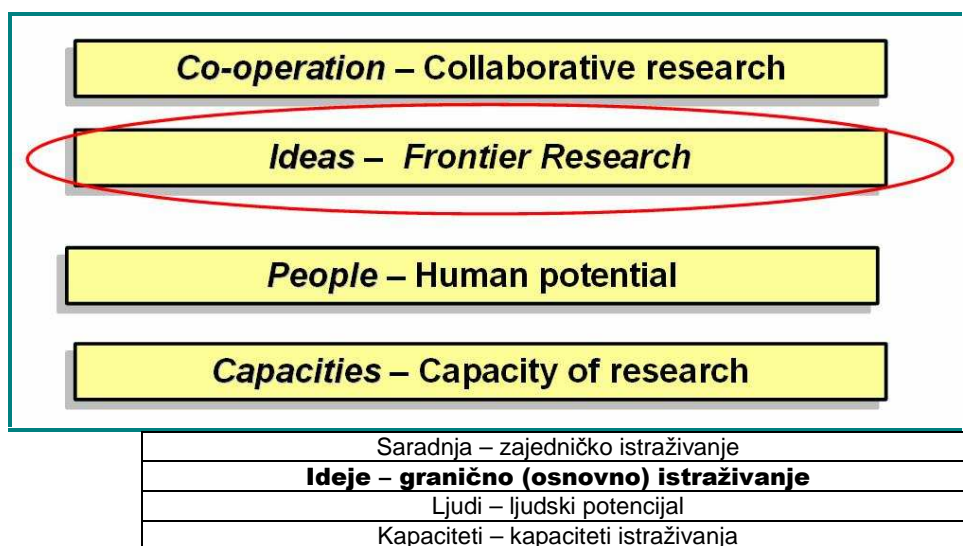 Co-operation – Collaborative research
Ideas – Frontier Research
People – Human potential
Capacities – Capacity of research
Saradnja – zajedničko istraživanje
Ideje – granično (osnovno) istraživanje
Ljudi – ljudski potencijal
Kapaciteti – kapaciteti istraživanja